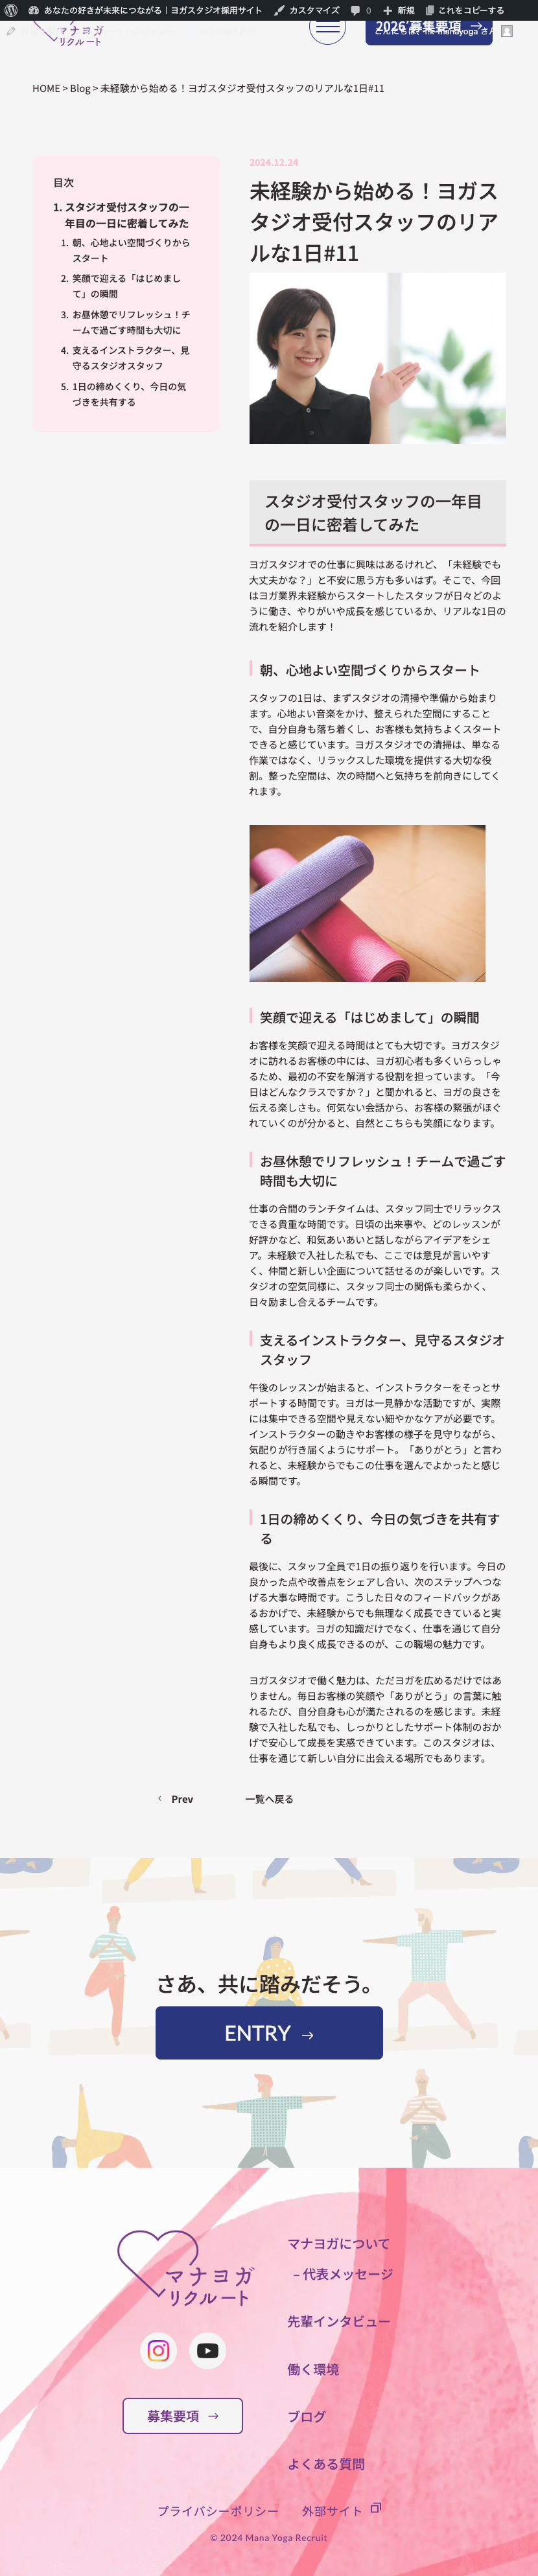 あなたの好きが未来につながる｜ヨガスタジオ採用サイト カスタマイズ 0 新規 これをコピーする
マナヨガ
リクルート
2026’募集要項
HOME > Blog > 未経験から始める！ヨガスタジオ受付スタッフのリアルな1日#11
目次
1. スタジオ受付スタッフの一
年目の一日に密着してみた
1. 朝、心地よい空間づくりから
スタート
2. 笑顔で迎える「はじめまし
て」の瞬間
3. お昼休憩でリフレッシュ！チ
ームで過ごす時間も大切に
4. 支えるインストラクター、見
守るスタジオスタッフ
5. 1日の締めくくり、今日の気
づきを共有する
2024.12.24
未経験から始める！ヨガス
タジオ受付スタッフのリア
ルな1日#11
スタジオ受付スタッフの一年目
の一日に密着してみた
ヨガスタジオでの仕事に興味はあるけれど、「未経験でも
大丈夫かな？」と不安に思う方も多いはず。そこで、今回
はヨガ業界未経験からスタートしたスタッフが日々どのよ
うに働き、やりがいや成長を感じているか、リアルな1日の
流れを紹介します！
朝、心地よい空間づくりからスタート
スタッフの1日は、まずスタジオの清掃や準備から始まり
ます。心地よい音楽をかけ、整えられた空間にすること
で、自分自身も落ち着くし、お客様も気持ちよくスタート
できると感じています。ヨガスタジオでの清掃は、単なる
作業ではなく、リラックスした環境を提供する大切な役
割。整った空間は、次の時間へと気持ちを前向きにしてく
れます。
笑顔で迎える「はじめまして」の瞬間
お客様を笑顔で迎える時間はとても大切です。ヨガスタジ
オに訪れるお客様の中には、ヨガ初心者も多くいらっしゃ
るため、最初の不安を解消する役割を担っています。「今
日はどんなクラスですか？」と聞かれると、ヨガの良さを
伝える楽しさも。何気ない会話から、お客様の緊張がほぐ
れていくのが分かると、自然とこちらも笑顔になります。
お昼休憩でリフレッシュ！チームで過ごす
時間も大切に
仕事の合間のランチタイムは、スタッフ同士でリラックス
できる貴重な時間です。日頃の出来事や、どのレッスンが
好評かなど、和気あいあいと話しながらアイデアをシェ
ア。未経験で入社した私でも、ここでは意見が言いやす
く、仲間と新しい企画について話せるのが楽しいです。ス
タジオの空気同様に、スタッフ同士の関係も柔らかく、
日々励まし合えるチームです。
支えるインストラクター、見守るスタジオ
スタッフ
午後のレッスンが始まると、インストラクターをそっとサ
ポートする時間です。ヨガは一見静かな活動ですが、実際
には集中できる空間や見えない細やかなケアが必要です。
インストラクターの動きやお客様の様子を見守りながら、
気配りが行き届くようにサポート。「ありがとう」と言わ
れると、未経験からでもこの仕事を選んでよかったと感じ
る瞬間です。
1日の締めくくり、今日の気づきを共有す
る
最後に、スタッフ全員で1日の振り返りを行います。今日の
良かった点や改善点をシェアし合い、次のステップへつな
げる大事な時間です。こうした日々のフィードバックがあ
るおかげで、未経験からでも無理なく成長できていると実
感しています。ヨガの知識だけでなく、仕事を通じて自分
自身もより良く成長できるのが、この職場の魅力です。
ヨガスタジオで働く魅力は、ただヨガを広めるだけではあ
りません。毎日お客様の笑顔や「ありがとう」の言葉に触
れるたび、自分自身も心が満たされるのを感じます。未経
験で入社した私でも、しっかりとしたサポート体制のおか
げで安心して成長を実感できています。このスタジオは、
仕事を通じて新しい自分に出会える場所でもあります。
Prev 一覧へ戻る
さあ、共に踏みだそう。
ENTRY
マナヨガ
リクルート
募集要項
マナヨガについて
– 代表メッセージ
先輩インタビュー
働く環境
ブログ
よくある質問
プライバシーポリシー 外部サイト
© 2024 Mana Yoga Recruit